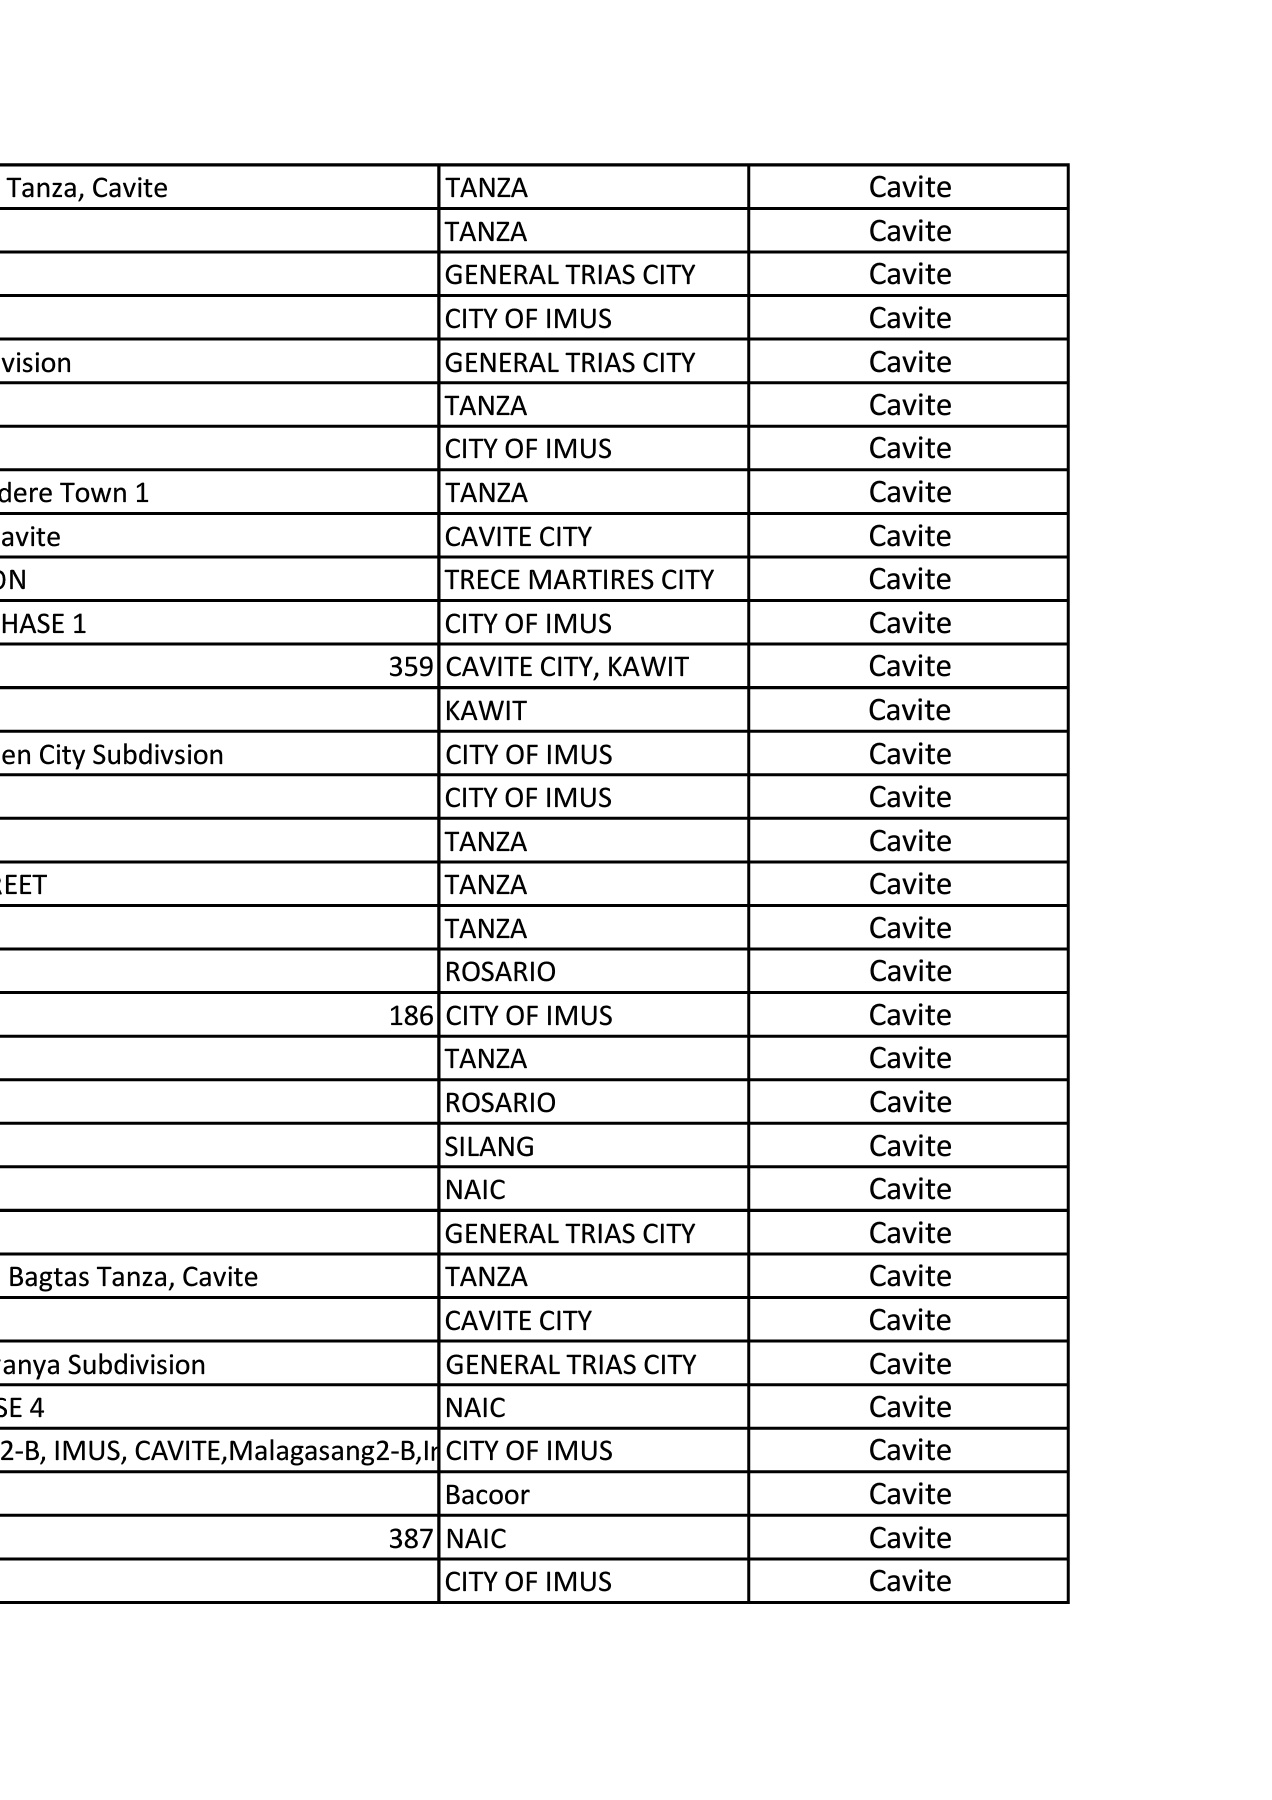 Tanza, Cavite TANZA Cavite
TANZA Cavite
GENERAL TRIAS CITY Cavite
CITY OF IMUS Cavite
vision GENERAL TRIAS CITY Cavite
TANZA Cavite
CITY OF IMUS Cavite
dere Town 1 TANZA Cavite
avite CAVITE CITY Cavite
ON TRECE MARTIRES CITY Cavite
HASE 1 CITY OF IMUS Cavite
359 CAVITE CITY, KAWIT Cavite
KAWIT Cavite
en City Subdivsion CITY OF IMUS Cavite
CITY OF IMUS Cavite
TANZA Cavite
REET TANZA Cavite
TANZA Cavite
ROSARIO Cavite
186 CITY OF IMUS Cavite
TANZA Cavite
ROSARIO Cavite
SILANG Cavite
NAIC Cavite
GENERAL TRIAS CITY Cavite
Bagtas Tanza, Cavite TANZA Cavite
CAVITE CITY Cavite
anya Subdivision GENERAL TRIAS CITY Cavite
SE 4 NAIC Cavite
2-B, IMUS, CAVITE,Malagasang2-B,Ir CITY OF IMUS Cavite
Bacoor Cavite
387 NAIC Cavite
CITY OF IMUS Cavite